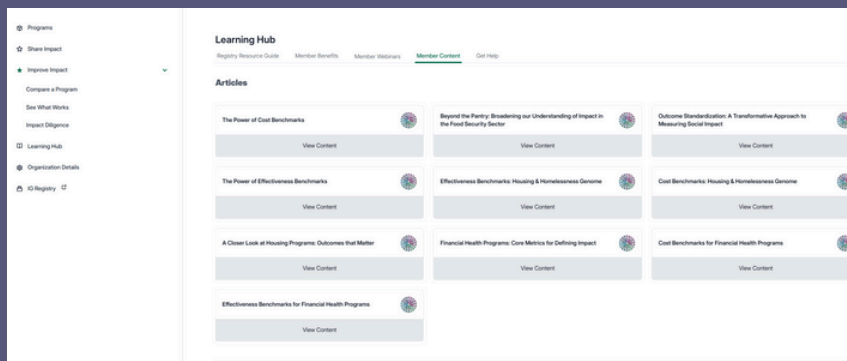 Programs
Share Impact
Improve Impact
Compare a Program
See What Works
Impact Diligence
Learning Hub
Organization Details
IG Registry
Learning Hub
Registry Resource Guide Member Benefits Member Webinars Member Content Get Help
Articles
The Power of Cost Benchmarks
View Content
Beyond the Pantry: Broadening our Understanding of Impact in
the Food Security Sector
View Content
Outcome Standardization: A Transformative Approach to
Measuring Social Impact
View Content
The Power of Effectiveness Benchmarks
View Content
Effectiveness Benchmarks: Housing & Homelessness Genome
View Content
Cost Benchmarks: Housing & Homelessness Genome
View Content
A Closer Look at Housing Programs: Outcomes that Matter
View Content
Financial Health Programs: Core Metrics for Defining Impact
View Content
Cost Benchmarks for Financial Health Programs
View Content
Effectiveness Benchmarks for Financial Health Programs
View Content